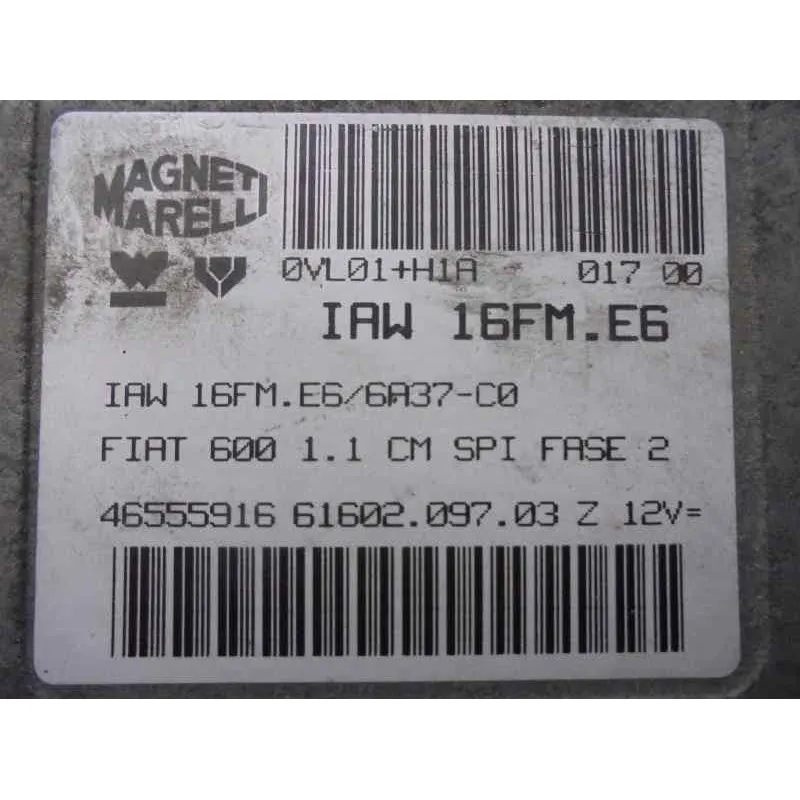 MAGNETI
MARELLI
0VL01+H1A 017 00
IAW 16FM.E6
IAW 16FM.E6/6A37-C0
FIAT 600 1.1 CM SPI FASE 2
46555916 61602.097.03 Z 12V=